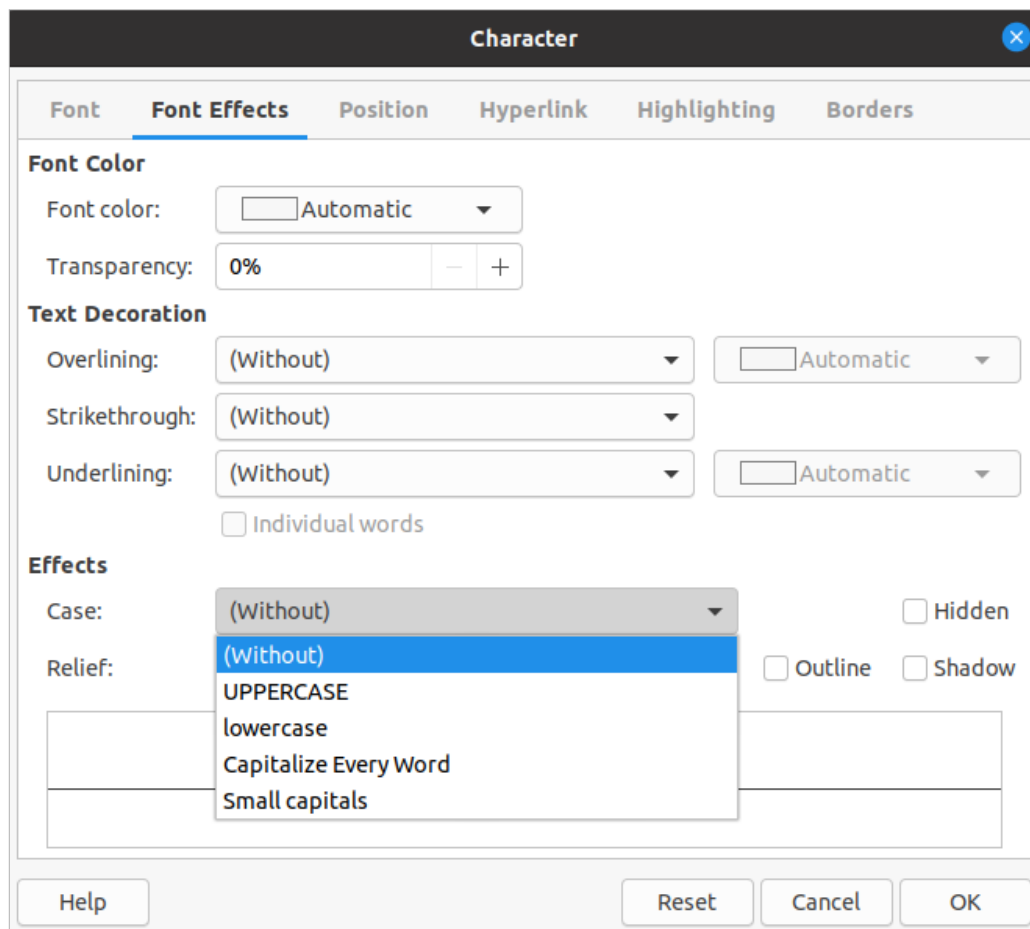 Character
Font Font Effects Position Hyperlink Highlighting Borders
Font Color
Font color: Automatic
Transparency: 0%
Text Decoration
Overlining: (Without) Automatic
Strikethrough: (Without)
Underlining: (Without) Automatic
Individual words
Effects
Case: (Without) Hidden
(Without)
Relief: Outline Shadow
UPPERCASE
lowercase
Capitalize Every Word
Small capitals
Help Reset Cancel OK